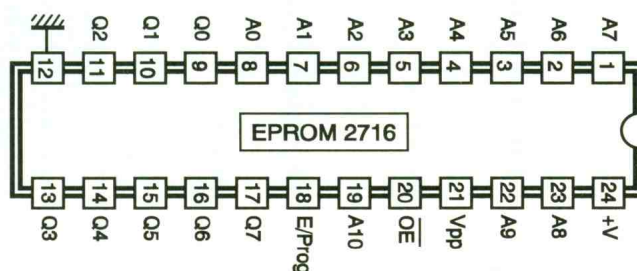 Q2 Q1 Q0 A0 A1 A2 A3 A4 A5 A6 A7
12 11 10 9 8 7 6 5 4 3 2 1
EPROM 2716
13 14 15 16 17 18 19 20 21 22 23 24
Q3 Q4 Q5 Q6 Q7 E/Prog A10 OE Vpp A9 A8 +V